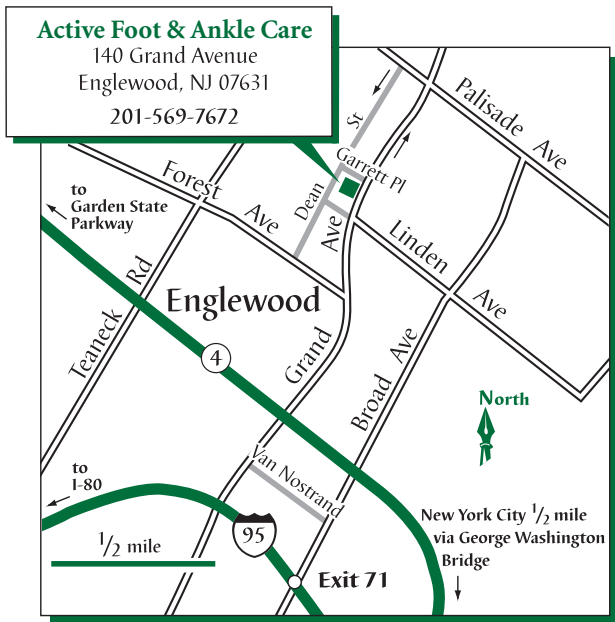 Active Foot & Ankle Care
140 Grand Avenue
Englewood, NJ 07631
201-569-7672
Palisade Ave
St
Garrett Pl
Dean
Forest Ave
to
Garden State
Parkway
Ave
Linden Ave
Teaneck Rd
Englewood
4
Grand
Broad Ave
North
Van Nostrand
to
I-80
95
1/2 mile
Exit 71
New York City 1/2 mile
via George Washington
Bridge